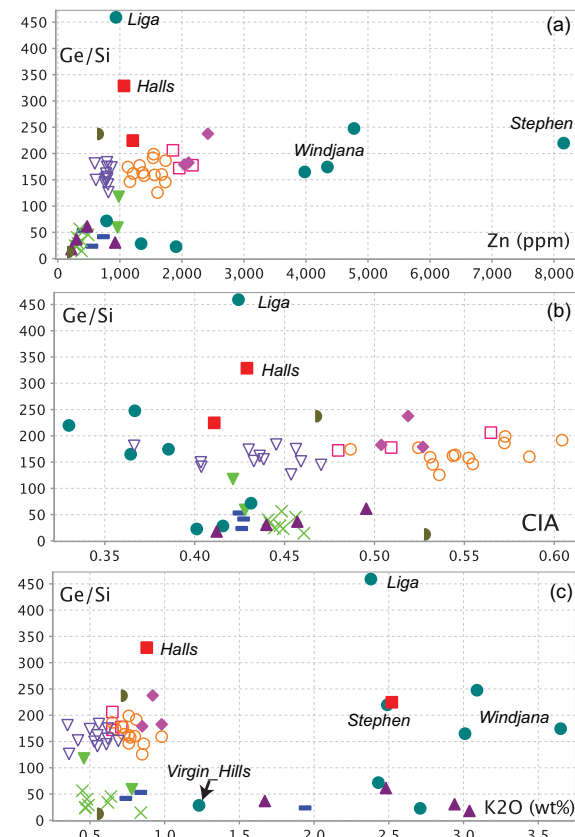 450
(a)
Liga
400
Ge/Si
350
Halls
300
250
Stephen
200
Windjana
150
100
50
Zn (ppm)
0
0
1,000
2,000
3,000
4,000
5,000
6,000
7,000
8,000
450
(b)
Ge/Si
Liga
400
350
Halls
300
250
200
150
100
50
CIA
0
0.35
0.40
0.45
0.50
0.55
0.60
450
Ge/Si
Liga
(c)
400
350
Halls
300
250
200
Stephen
Windjana
150
100
Virgin_Hills
50
K2O (wt%)
0
0.5
1.0
1.5
2.0
2.5
3.0
3.5